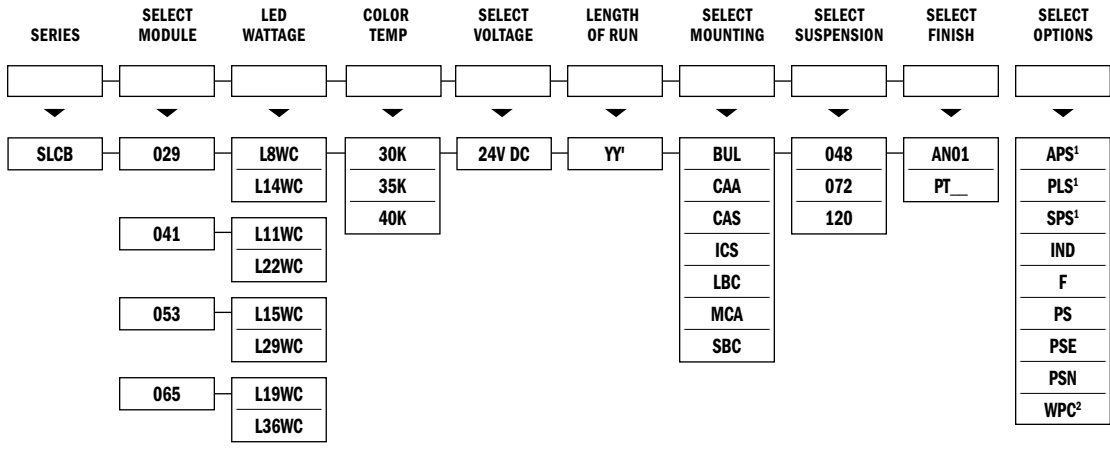 SERIES
SELECT MODULE
LED WATTAGE
COLOR TEMP
SELECT VOLTAGE
LENGTH OF RUN
SELECT MOUNTING
SELECT SUSPENSION
SELECT FINISH
SELECT OPTIONS
SLCB
029
L8WC
L14WC
041
L11WC
L22WC
053
L15WC
L29WC
065
L19WC
L36WC
30K
35K
40K
24V DC
YY'
BUL
CAA
CAS
ICS
LBC
MCA
SBC
048
072
120
AN01
PT__
APS¹
PLS¹
SPS¹
IND
F
PS
PSE
PSN
WPC²